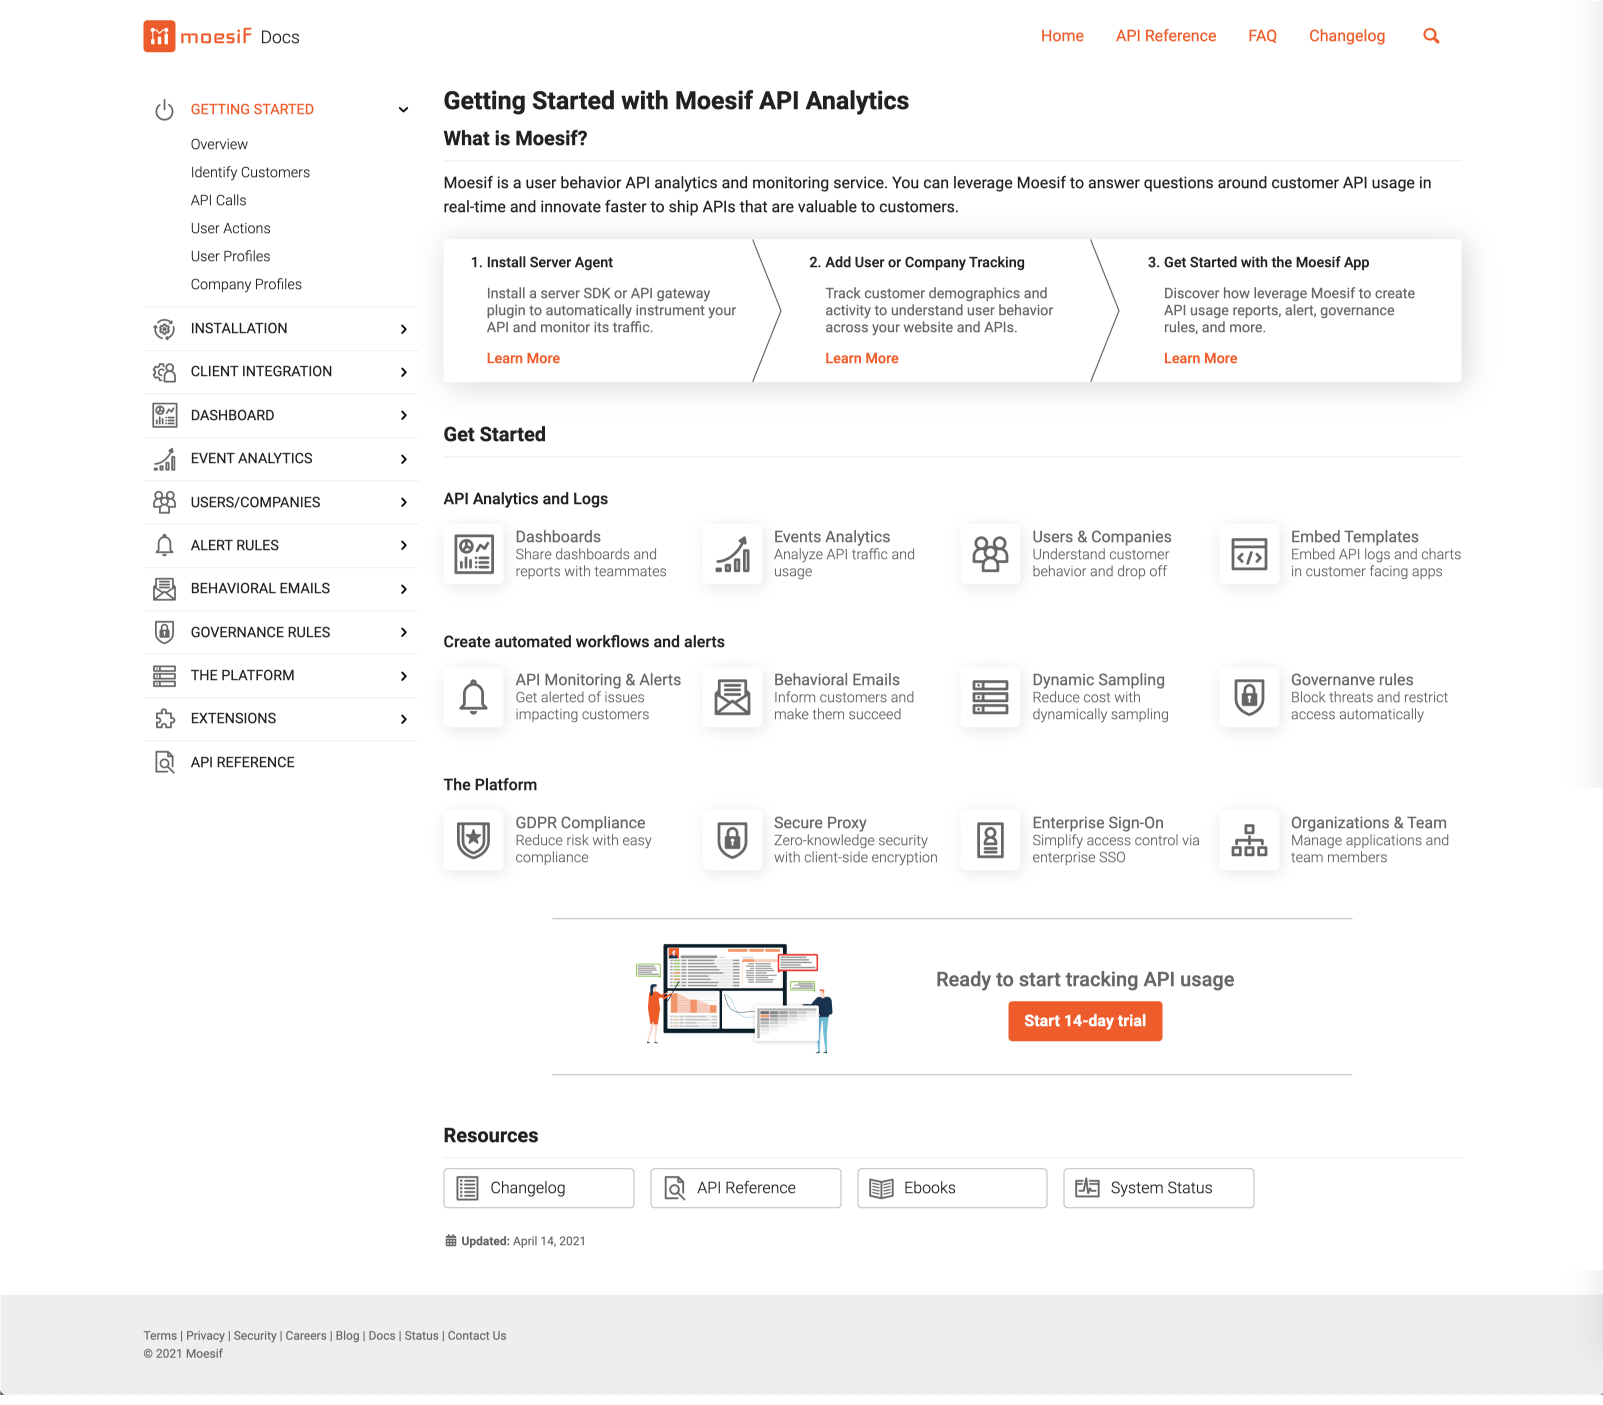 moesif Docs
Home
API Reference
FAQ
Changelog
GETTING STARTED
Overview
Identify Customers
API Calls
User Actions
User Profiles
Company Profiles
INSTALLATION
CLIENT INTEGRATION
DASHBOARD
EVENT ANALYTICS
USERS/COMPANIES
ALERT RULES
BEHAVIORAL EMAILS
GOVERNANCE RULES
THE PLATFORM
EXTENSIONS
API REFERENCE
Getting Started with Moesif API Analytics
What is Moesif?
Moesif is a user behavior API analytics and monitoring service. You can leverage Moesif to answer questions around customer API usage in
real-time and innovate faster to ship APIs that are valuable to customers.
1. Install Server Agent
Install a server SDK or API gateway
plugin to automatically instrument your
API and monitor its traffic.
Learn More
2. Add User or Company Tracking
Track customer demographics and
activity to understand user behavior
across your website and APIs.
Learn More
3. Get Started with the Moesif App
Discover how leverage Moesif to create
API usage reports, alert, governance
rules, and more.
Learn More
Get Started
API Analytics and Logs
Dashboards
Share dashboards and
reports with teammates
Events Analytics
Analyze API traffic and
usage
Users & Companies
Understand customer
behavior and drop off
Embed Templates
Embed API logs and charts
in customer facing apps
Create automated workflows and alerts
API Monitoring & Alerts
Get alerted of issues
impacting customers
Behavioral Emails
Inform customers and
make them succeed
Dynamic Sampling
Reduce cost with
dynamically sampling
Governanve rules
Block threats and restrict
access automatically
The Platform
GDPR Compliance
Reduce risk with easy
compliance
Secure Proxy
Zero-knowledge security
with client-side encryption
Enterprise Sign-On
Simplify access control via
enterprise SSO
Organizations & Team
Manage applications and
team members
Ready to start tracking API usage
Start 14-day trial
Resources
Changelog
API Reference
Ebooks
System Status
Updated: April 14, 2021
Terms | Privacy | Security | Careers | Blog | Docs | Status | Contact Us
© 2021 Moesif